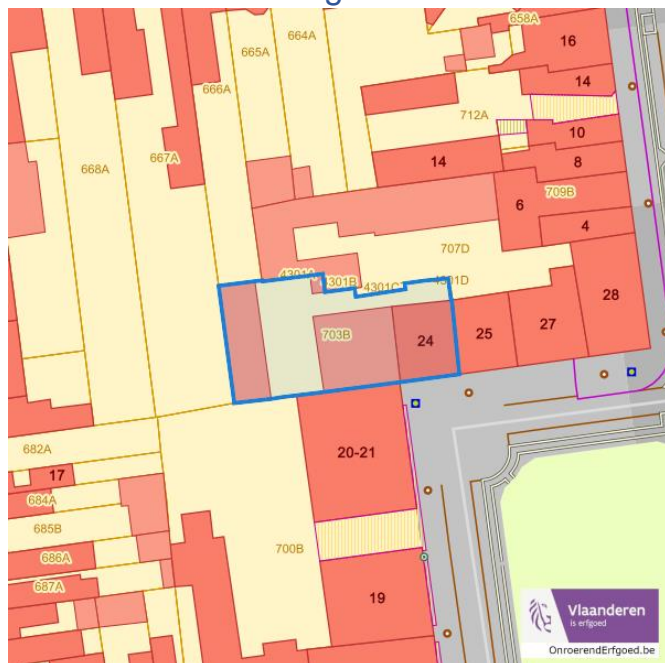 g
658A
664A
16
665A
14
666A
712A
10
667A
14
8
668A
6
709B
4
707D
4301A
4301B
4301C
4301D
28
703B
24
25
27
682A
17
20-21
684A
685B
700B
686A
687A
19
Vlaanderen
is erfgoed
OnroerendErfgoed.be